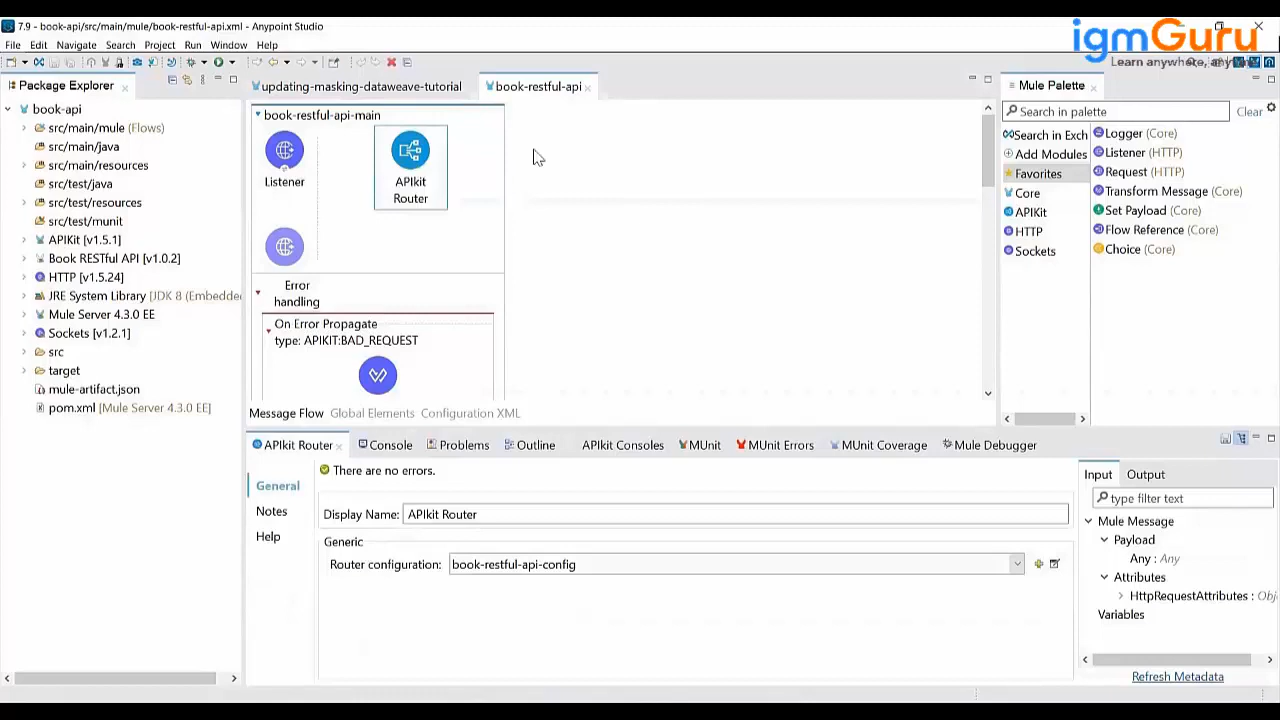 7.9 - book-api/src/main/mule/book-restful-api.xml - Anypoint Studio
igmGuru
Learn anywhere,
File Edit Navigate Search Project Run Window Help
Package Explorer
book-api
src/main/mule (Flows)
src/main/java
src/main/resources
src/test/java
src/test/resources
src/test/munit
APIKit [v1.5.1]
Book RESTful API [v1.0.2]
HTTP [v1.5.24]
JRE System Library [JDK 8 (Embedde
Mule Server 4.3.0 EE
Sockets [v1.2.1]
src
target
mule-artifact.json
pom.xml [Mule Server 4.3.0 EE]
updating-masking-dataweave-tutorial
book-restful-api
book-restful-api-main
Listener
APIkit
Router
Error
handling
On Error Propagate
type: APIKIT:BAD_REQUEST
Message Flow Global Elements Configuration XML
Mule Palette
Search in palette
Clear
Search in Exch
Add Modules
Favorites
Core
APIKit
HTTP
Sockets
Logger (Core)
Listener (HTTP)
Request (HTTP)
Transform Message (Core)
Set Payload (Core)
Flow Reference (Core)
Choice (Core)
APIkit Router Console Problems Outline APIkit Consoles MUnit MUnit Errors MUnit Coverage Mule Debugger
General
Notes
Help
There are no errors.
Display Name: APIkit Router
Generic
Router configuration: book-restful-api-config
Input Output
type filter text
Mule Message
Payload
Any : Any
Attributes
HttpRequestAttributes : Obj
Variables
Refresh Metadata